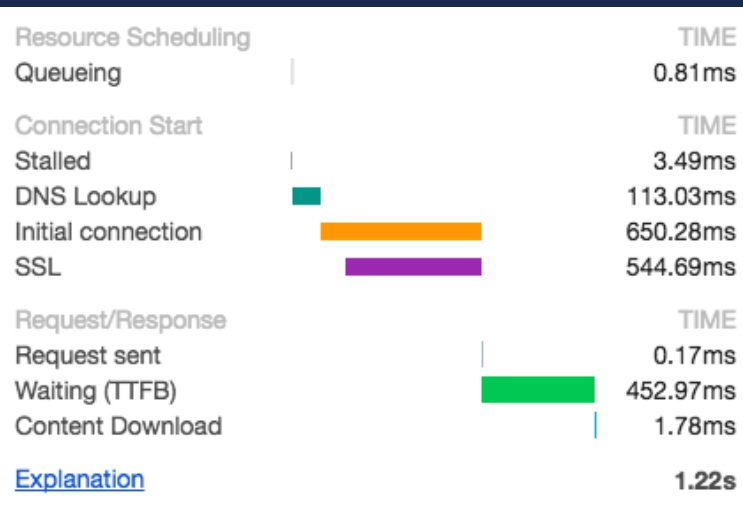 Resource Scheduling TIME
Queueing 0.81ms
Connection Start TIME
Stalled 3.49ms
DNS Lookup 113.03ms
Initial connection 650.28ms
SSL 544.69ms
Request/Response TIME
Request sent 0.17ms
Waiting (TTFB) 452.97ms
Content Download 1.78ms
Explanation 1.22s